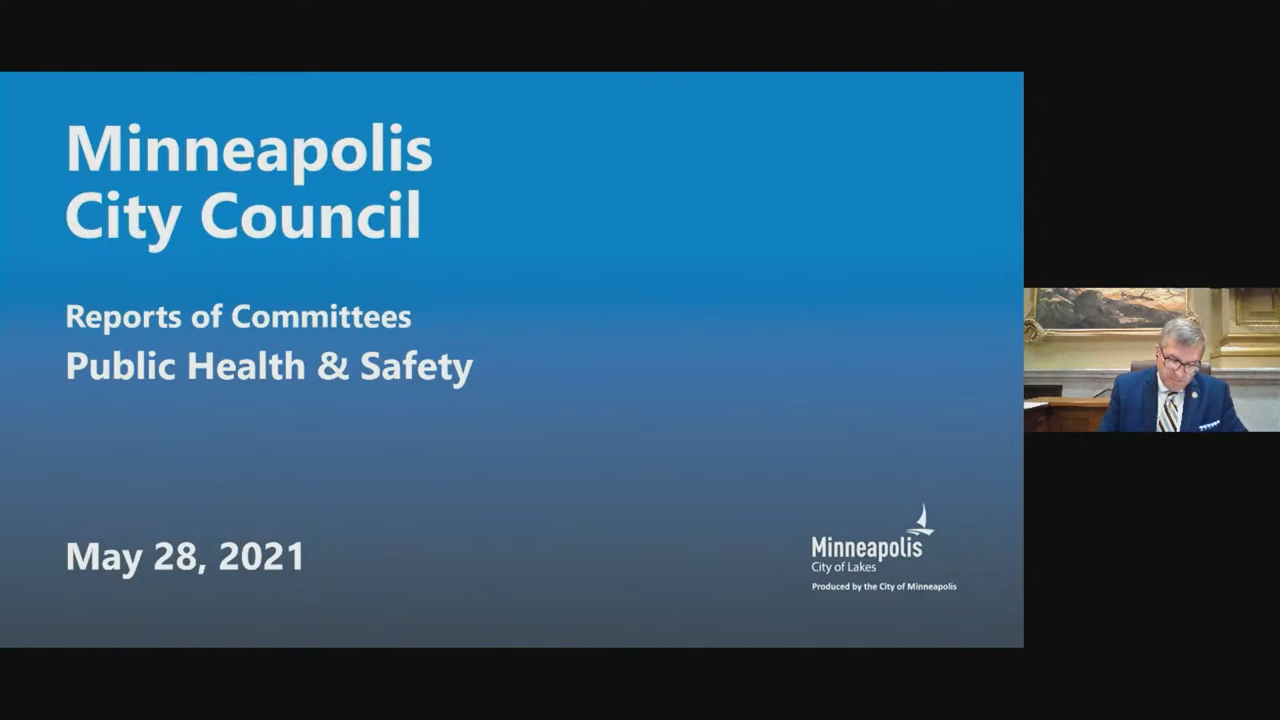 Minneapolis
City Council
Reports of Committees
Public Health & Safety
May 28, 2021
Minneapolis
City of Lakes
Produced by the City of Minneapolis